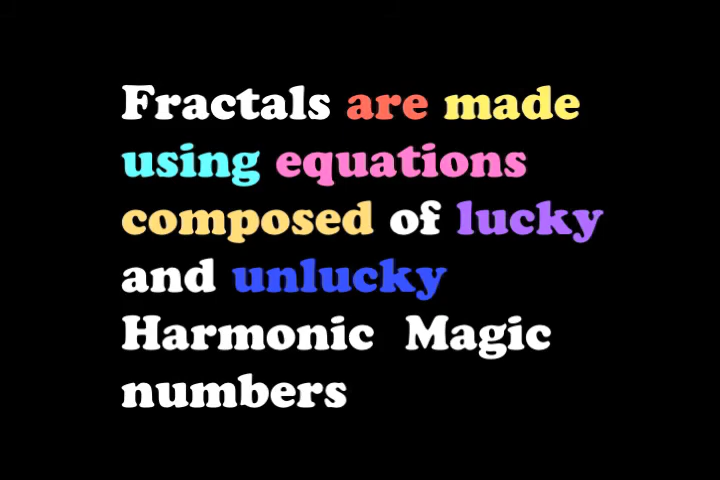 Fractals are made
using equations
composed of lucky
and unlucky
Harmonic Magic
numbers